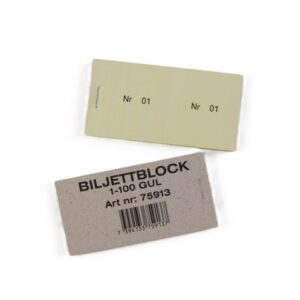 Nr 01 Nr 01
BILJETTBLOCK
1-100 GUL
Art nr: 75913